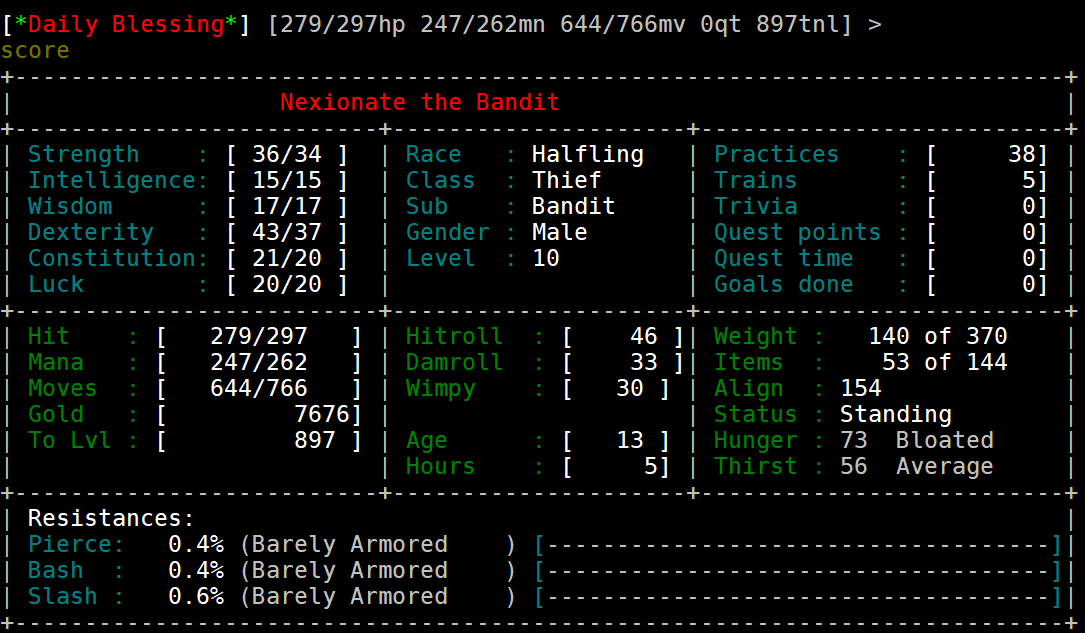 [*Daily Blessing*] [279/297hp 247/262mn 644/766mv 0qt 897tnl] >
score
+--------------------------------------------------------------------------+
|                   Nexionate the Bandit                                    |
+--------------------------+---------------------+--------------------------+
| Strength    : [ 36/34 ]  | Race   : Halfling   | Practices    : [     38] |
| Intelligence: [ 15/15 ]  | Class  : Thief      | Trains       : [      5] |
| Wisdom      : [ 17/17 ]  | Sub    : Bandit     | Trivia       : [      0] |
| Dexterity   : [ 43/37 ]  | Gender : Male       | Quest points : [      0] |
| Constitution: [ 21/20 ]  | Level  : 10         | Quest time   : [      0] |
| Luck        : [ 20/20 ]  |                     | Goals done   : [      0] |
+--------------------------+---------------------+--------------------------+
| Hit    : [   279/297   ] | Hitroll  : [    46 ]| Weight :   140 of 370    |
| Mana   : [   247/262   ] | Damroll  : [    33 ]| Items  :    53 of 144    |
| Moves  : [   644/766   ] | Wimpy    : [   30 ] | Align  : 154             |
| Gold   : [         7676] |                     | Status : Standing        |
| To Lvl : [         897 ] | Age      : [   13 ] | Hunger : 73  Bloated     |
|                          | Hours    : [     5] | Thirst : 56  Average     |
+--------------------------+---------------------+--------------------------+
| Resistances:                                                              |
| Pierce:   0.4% (Barely Armored    ) [------------------------------------]|
| Bash  :   0.4% (Barely Armored    ) [------------------------------------]|
| Slash :   0.6% (Barely Armored    ) [------------------------------------]|
+--------------------------------------------------------------------------+